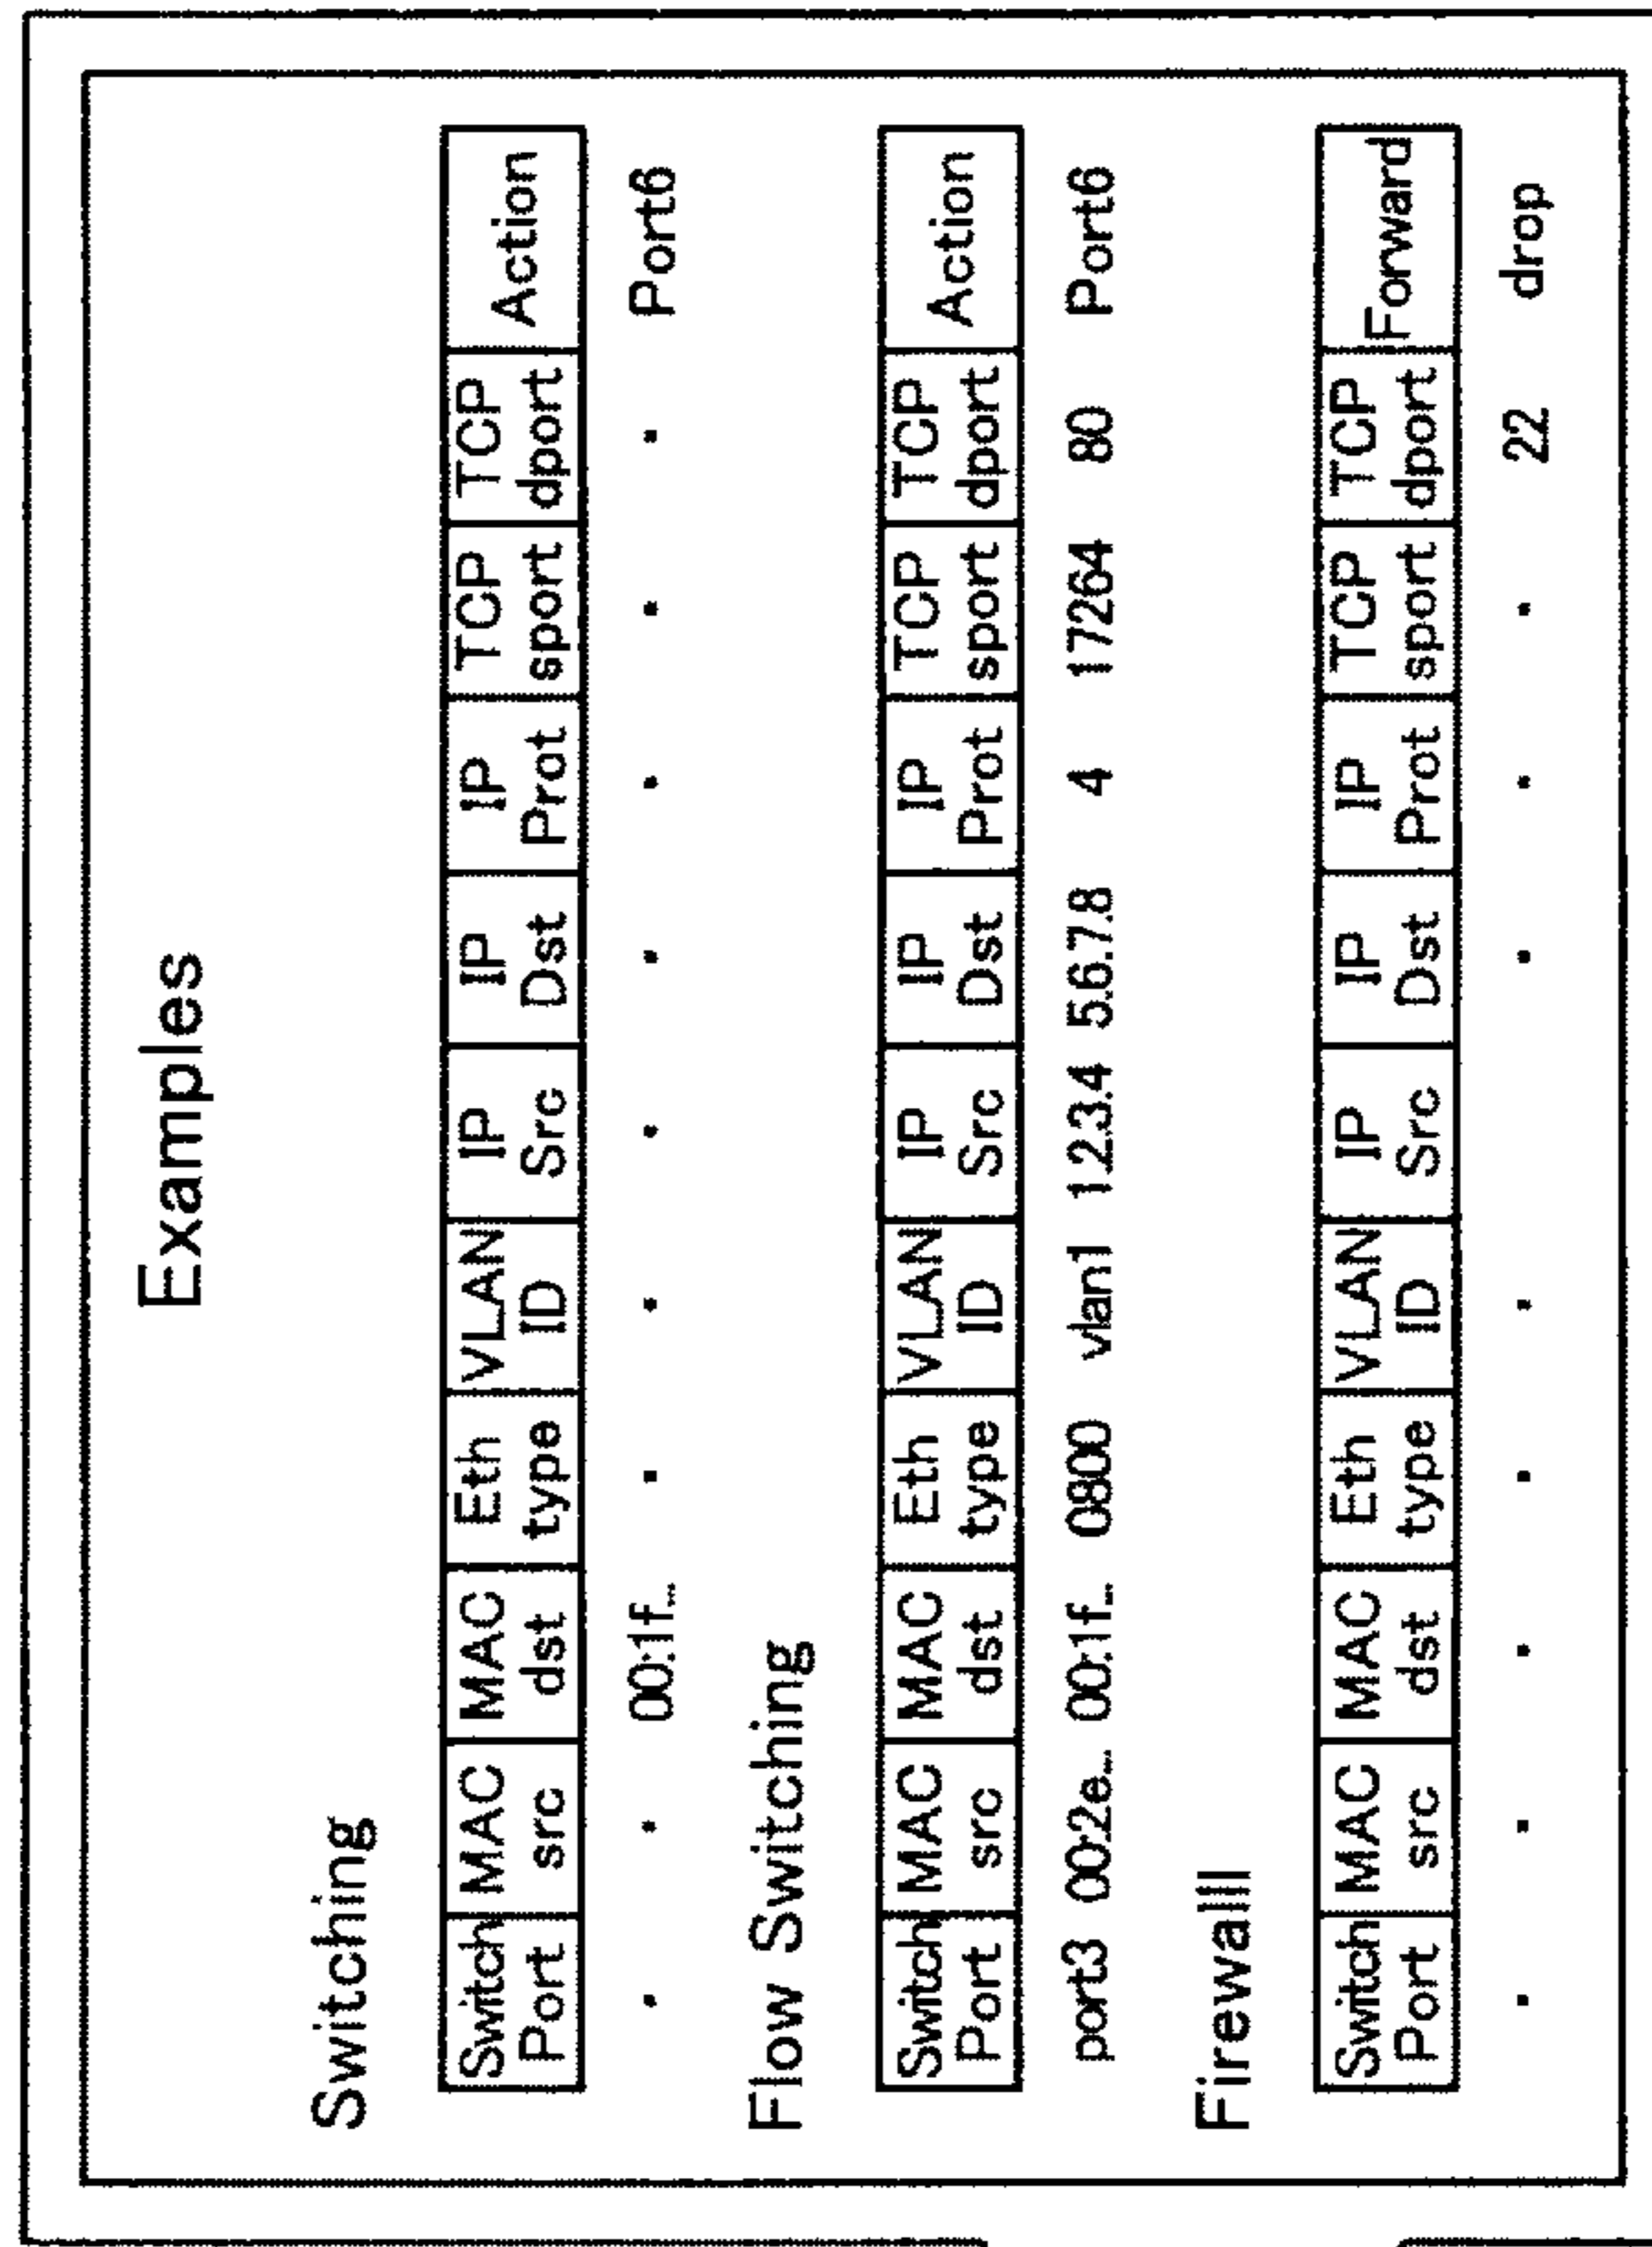 Examples
Switching
Switch Port MAC src MAC dst Eth type VLAN ID IP Src IP Dst IP Prot TCP sport TCP dport Action
. . 00:1f... . . . . . . . Port6
Flow Switching
Switch Port MAC src MAC dst Eth type VLAN ID IP Src IP Dst IP Prot TCP sport TCP dport Action
port3 00:2e... 00:1f... 0800 vlan1 1.2.3.4 5.6.7.8 4 17264 80 Port6
Firewalll
Switch Port MAC src MAC dst Eth type VLAN ID IP Src IP Dst IP Prot TCP sport TCP dport Forward
. . . . . . . . 22 drop